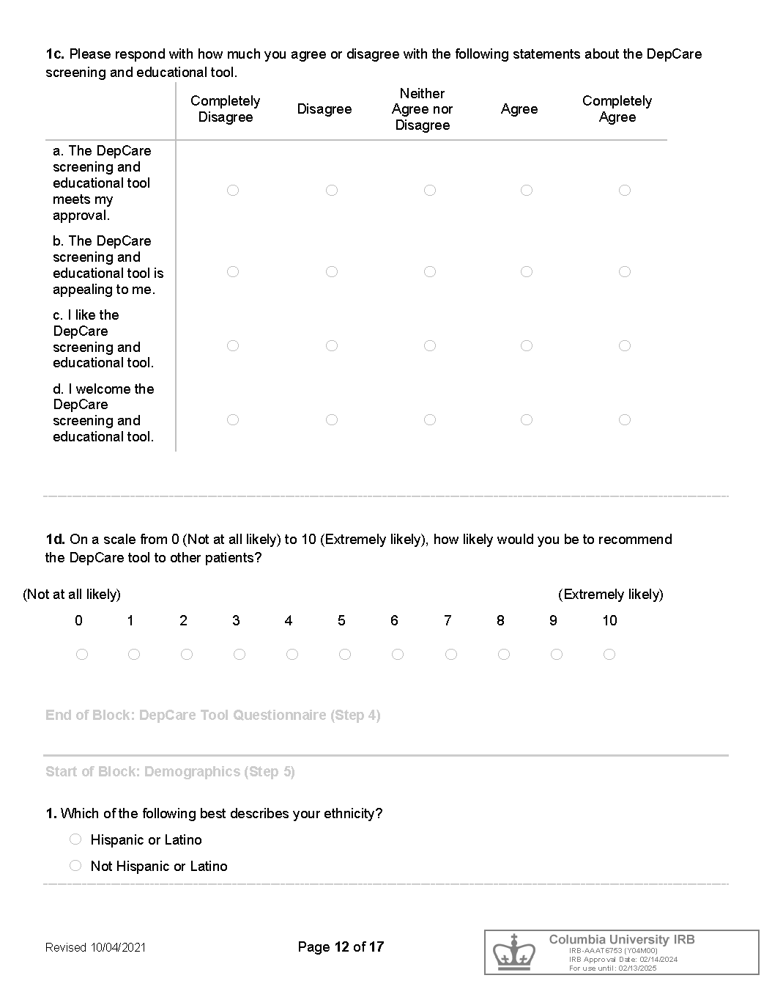 1c. Please respond with how much you agree or disagree with the following statements about the DepCare
screening and educational tool.
Completely
Disagree
Disagree
Neither
Agree nor
Disagree
Agree
Completely
Agree
a. The DepCare
screening and
educational tool
meets my
approval.
b. The DepCare
screening and
educational tool is
appealing to me.
c. I like the
DepCare
screening and
educational tool.
d. I welcome the
DepCare
screening and
educational tool.
1d. On a scale from 0 (Not at all likely) to 10 (Extremely likely), how likely would you be to recommend
the DepCare tool to other patients?
(Not at all likely) (Extremely likely)
0 1 2 3 4 5 6 7 8 9 10
End of Block: DepCare Tool Questionnaire (Step 4)
Start of Block: Demographics (Step 5)
1. Which of the following best describes your ethnicity?
Hispanic or Latino
Not Hispanic or Latino
Revised 10/04/2021 Page 12 of 17
Columbia University IRB
IRB-AAAT6753 (Y04M00)
IRB Approval Date: 02/14/2024
For use until: 02/13/2025